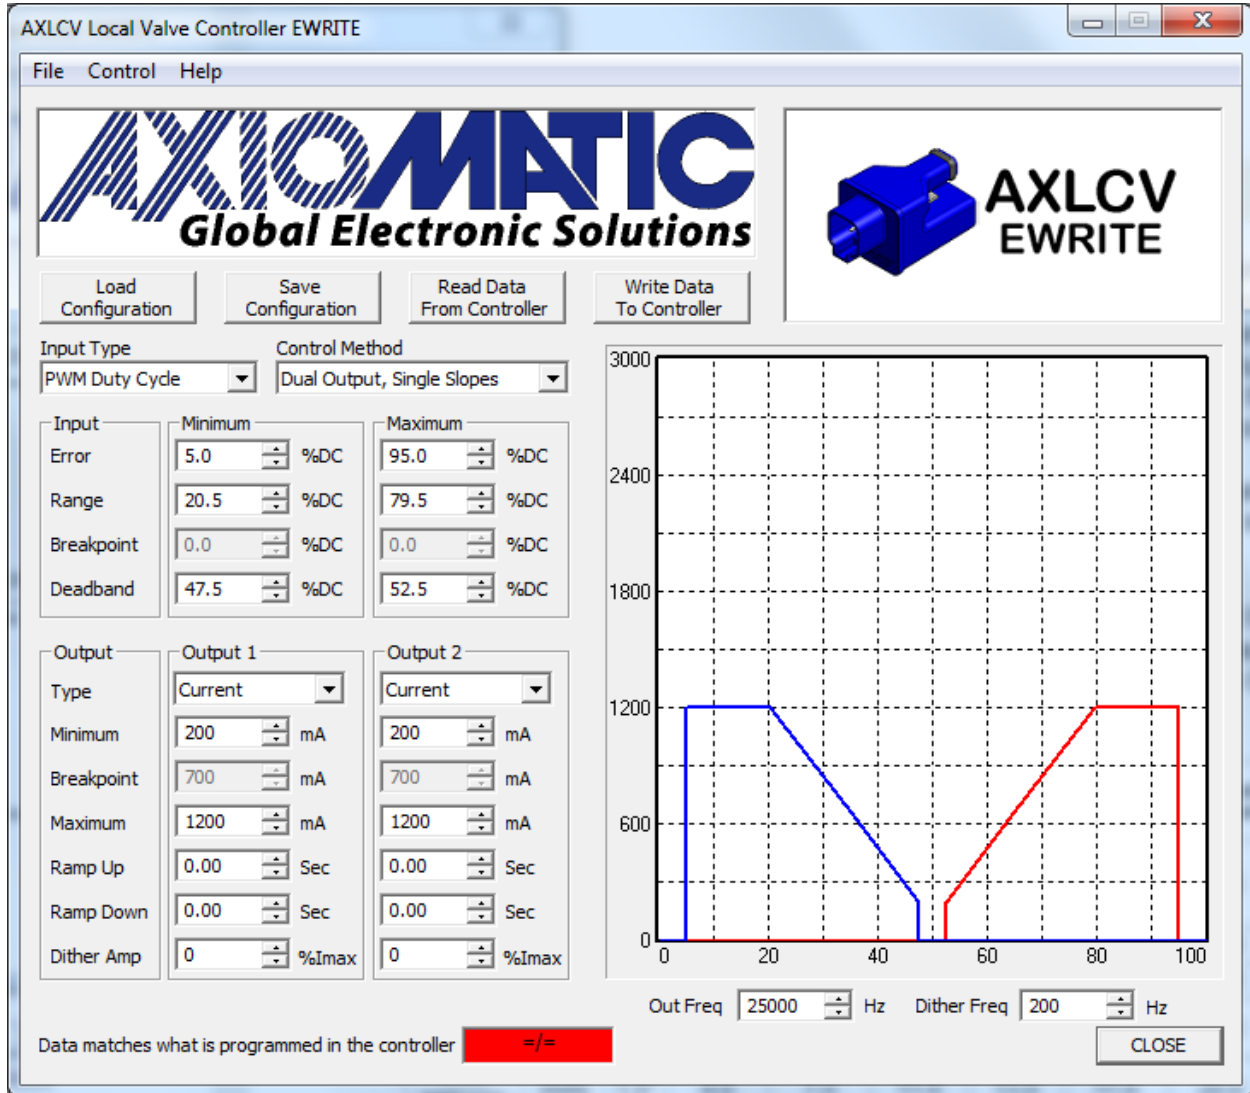 AXLCV Local Valve Controller EWRITE
File Control Help
AXIOMATIC
Global Electronic Solutions
AXLCV
EWRITE
Load
Configuration
Save
Configuration
Read Data
From Controller
Write Data
To Controller
Input Type
Control Method
PWM Duty Cycle
Dual Output, Single Slopes
Input Minimum Maximum
Error 5.0 %DC 95.0 %DC
Range 20.5 %DC 79.5 %DC
Breakpoint 0.0 %DC 0.0 %DC
Deadband 47.5 %DC 52.5 %DC
Output Output 1 Output 2
Type Current Current
Minimum 200 mA 200 mA
Breakpoint 700 mA 700 mA
Maximum 1200 mA 1200 mA
Ramp Up 0.00 Sec 0.00 Sec
Ramp Down 0.00 Sec 0.00 Sec
Dither Amp 0 %Imax 0 %Imax
3000
2400
1800
1200
600
0
0 20 40 60 80 100
Out Freq 25000 Hz Dither Freq 200 Hz
Data matches what is programmed in the controller =/=
CLOSE